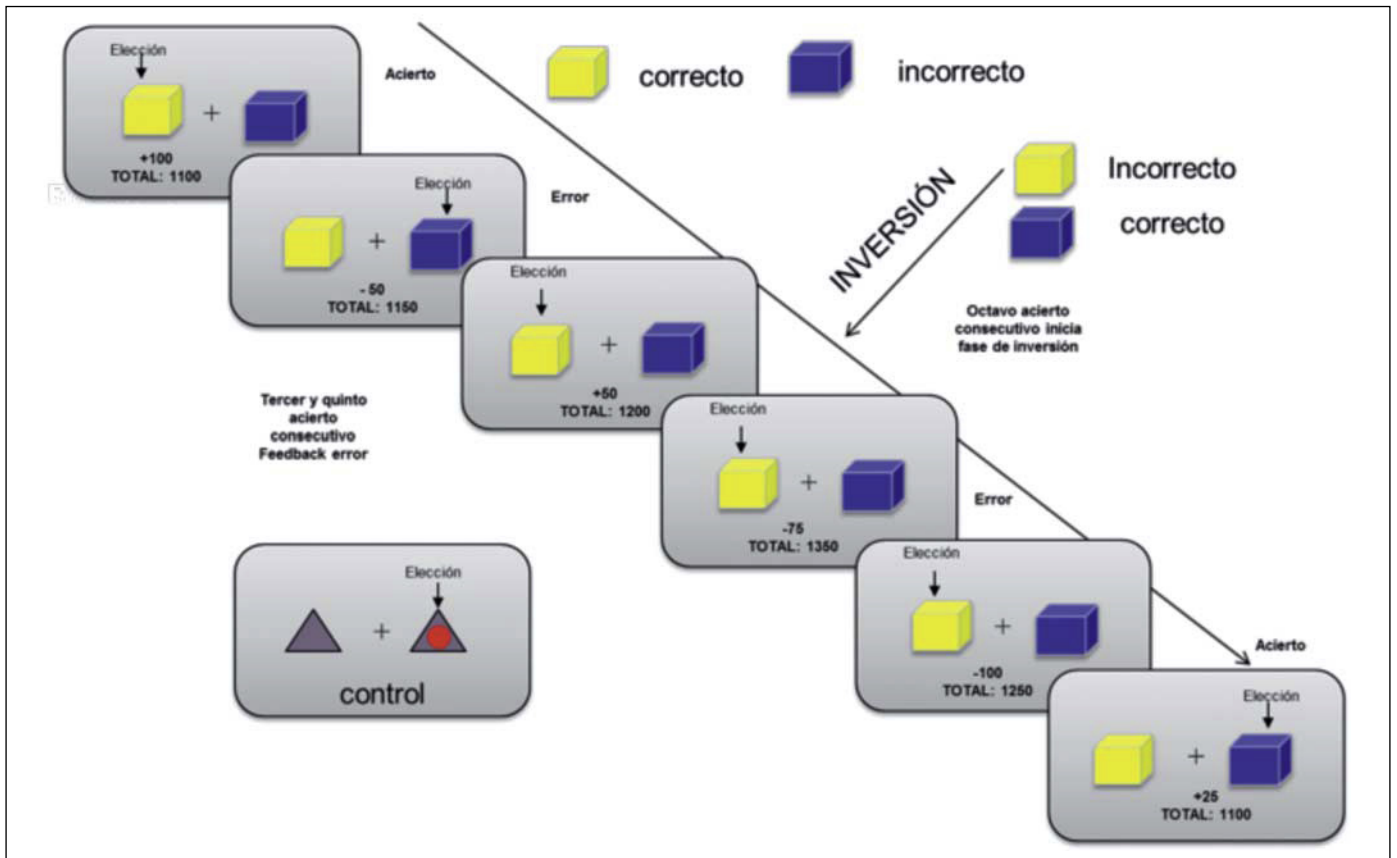 Elección
+
+100
TOTAL: 1100
Acierto
correcto
incorrecto
Elección
+
- 50
TOTAL: 1150
Error
Incorrecto
correcto
INVERSIÓN
Octavo acierto
consecutivo inicia
fase de inversión
Elección
+
+50
TOTAL: 1200
Tercer y quinto
acierto
consecutivo
Feedback error
Elección
+
-75
TOTAL: 1350
Error
Elección
+
control
Elección
+
-100
TOTAL: 1250
Acierto
Elección
+
+25
TOTAL: 1100